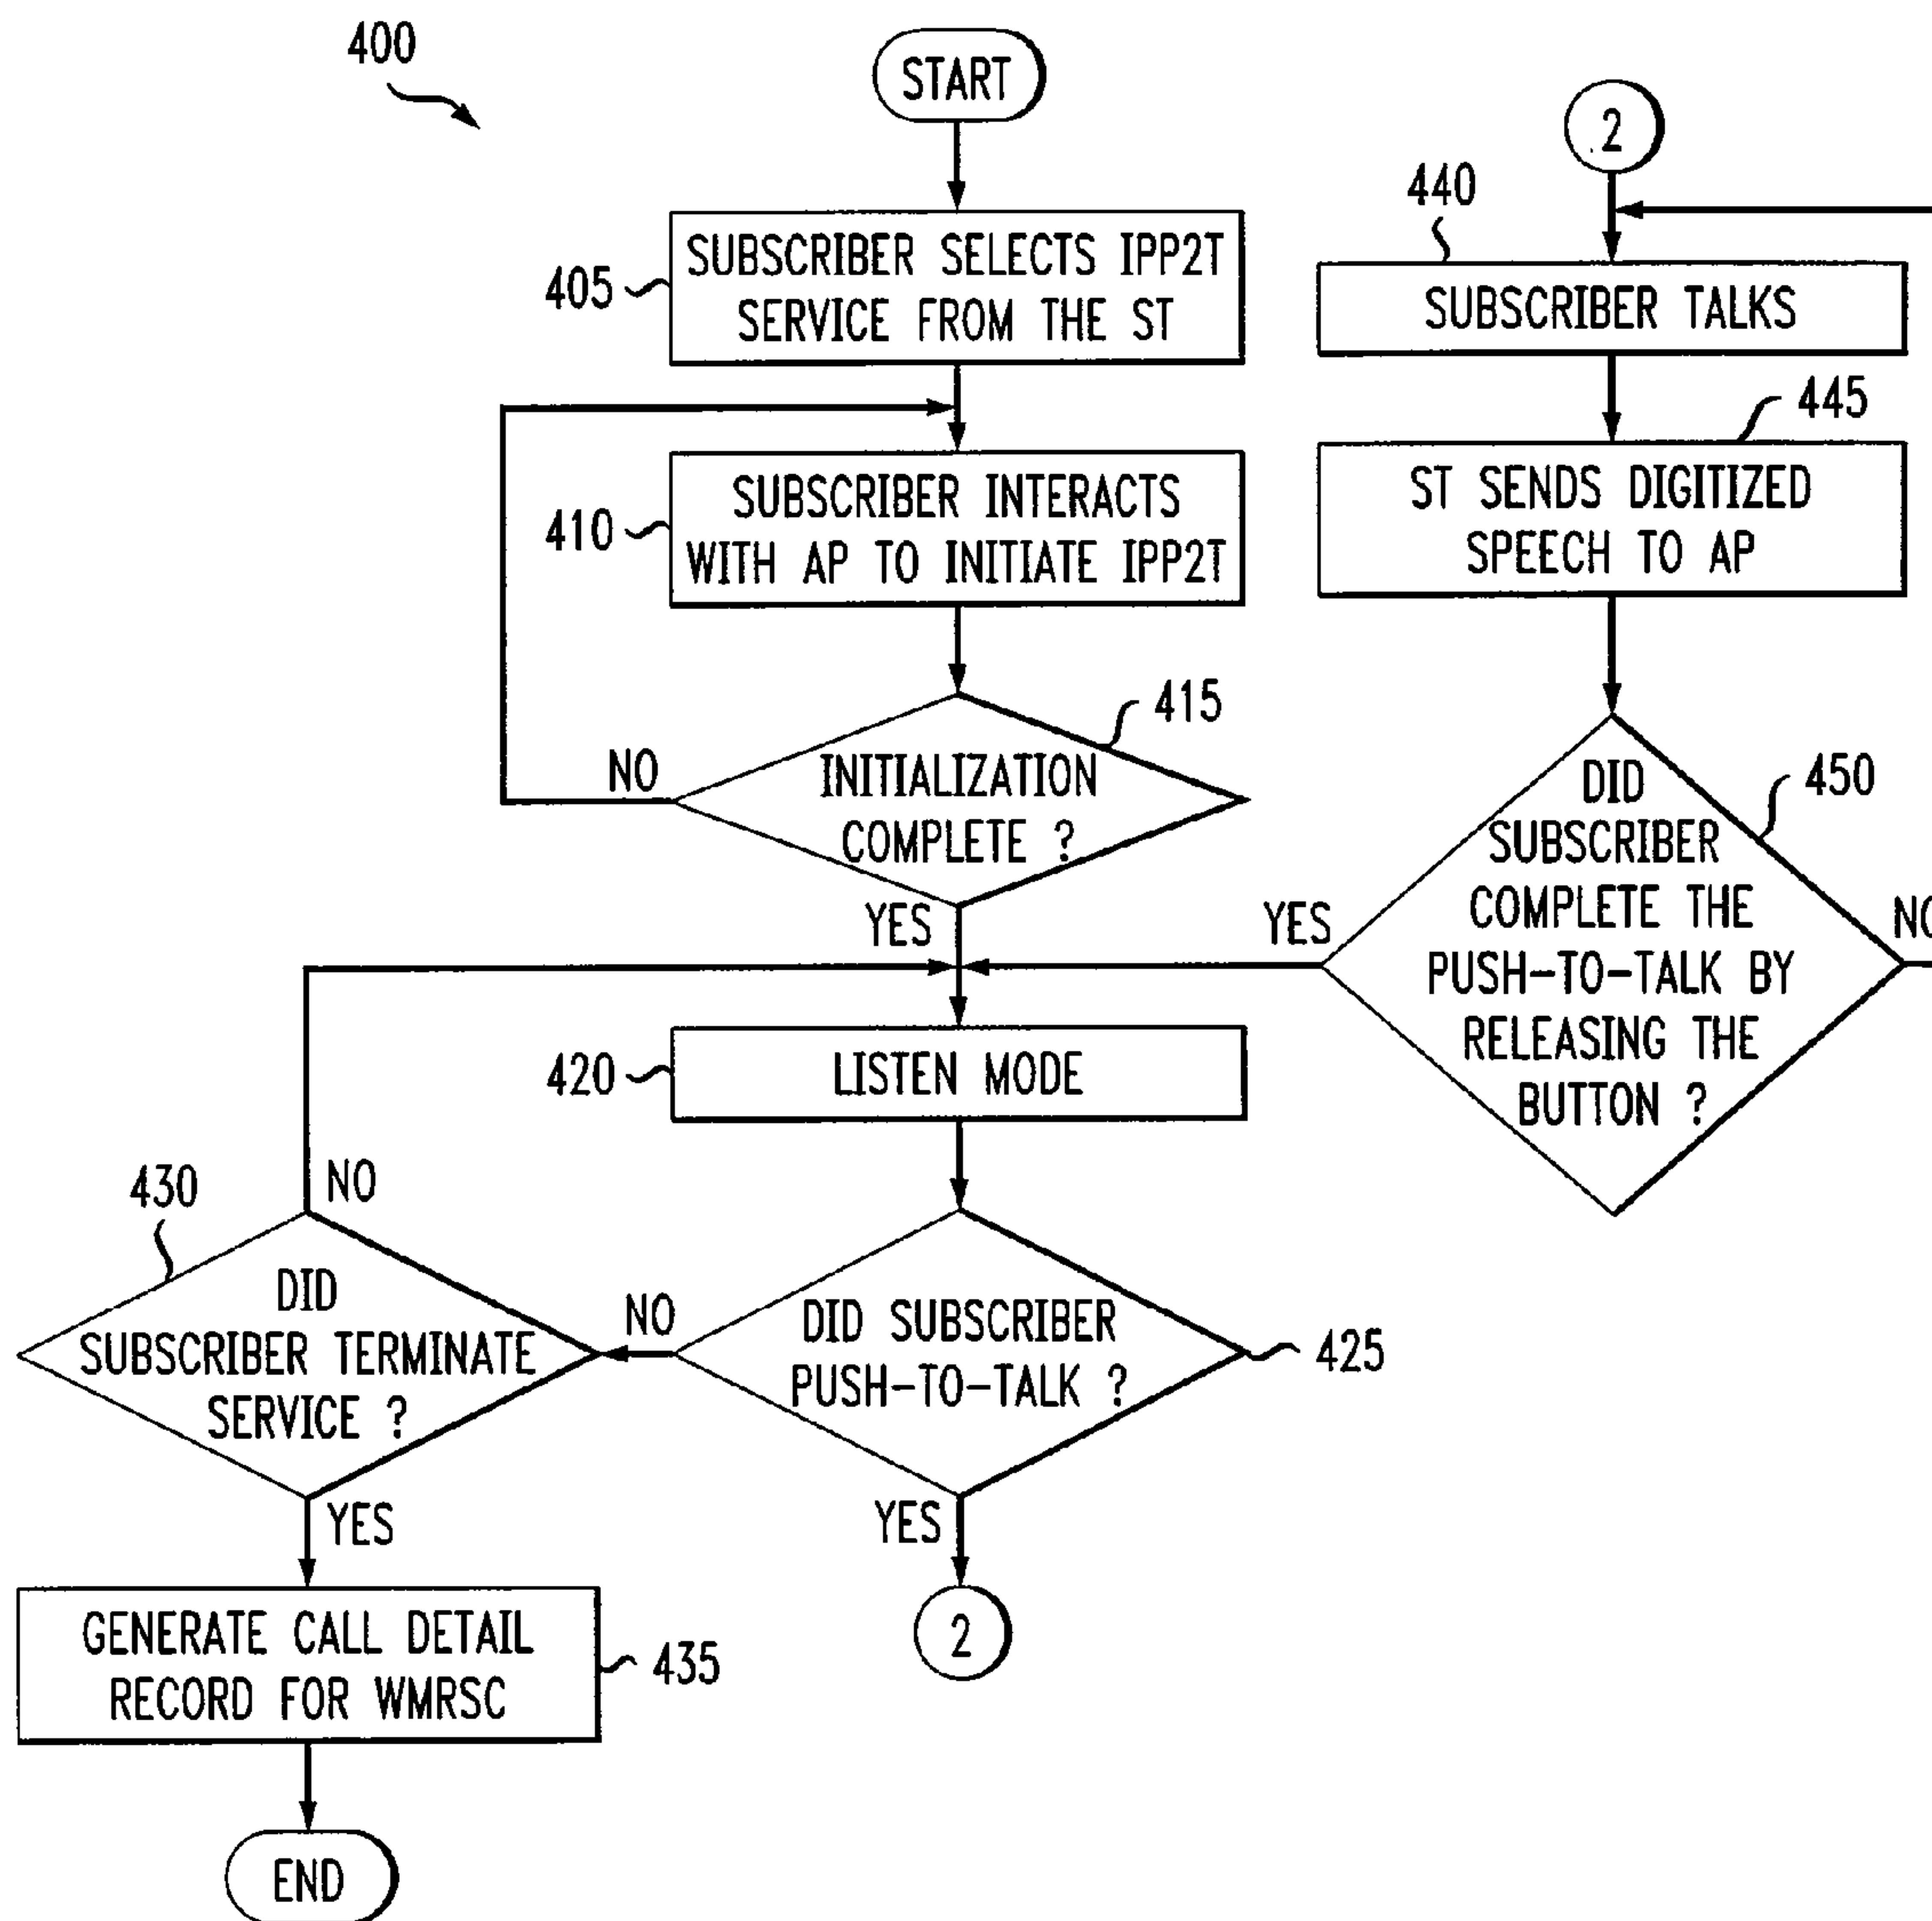 400
START
405
SUBSCRIBER SELECTS IPP2T
SERVICE FROM THE ST
410
SUBSCRIBER INTERACTS
WITH AP TO INITIATE IPP2T
415
INITIALIZATION
COMPLETE ?
NO
YES
420
LISTEN MODE
425
DID SUBSCRIBER
PUSH-TO-TALK ?
NO
YES
2
430
DID
SUBSCRIBER TERMINATE
SERVICE ?
NO
YES
GENERATE CALL DETAIL
RECORD FOR WMRSC
435
END
2
440
SUBSCRIBER TALKS
445
ST SENDS DIGITIZED
SPEECH TO AP
450
DID
SUBSCRIBER
COMPLETE THE
PUSH-TO-TALK BY
RELEASING THE
BUTTON ?
YES
NO